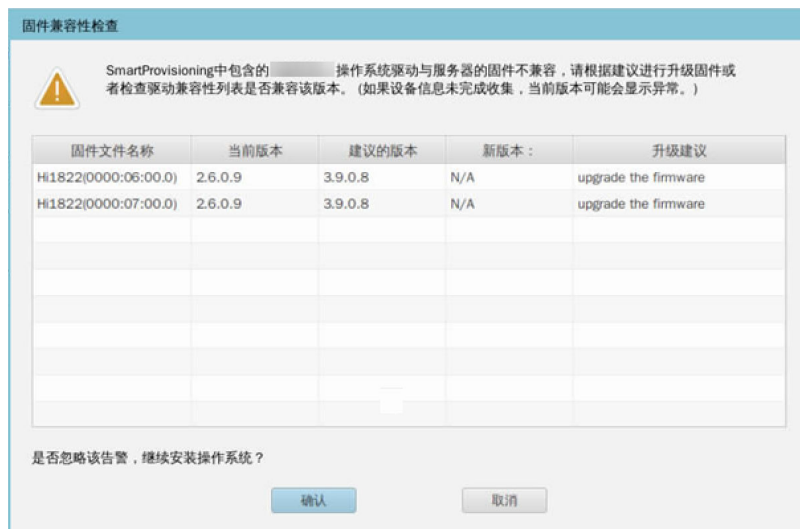 固件兼容性检查
SmartProvisioning中包含的 操作系统驱动与服务器的固件不兼容，请根据建议进行升级固件或
者检查驱动兼容性列表是否兼容该版本。(如果设备信息未完成收集，当前版本可能会显示异常。)
固件文件名称 当前版本 建议的版本 新版本： 升级建议
Hi1822(0000:06:00.0) 2.6.0.9 3.9.0.8 N/A upgrade the firmware
Hi1822(0000:07:00.0) 2.6.0.9 3.9.0.8 N/A upgrade the firmware
是否忽略该告警，继续安装操作系统？
确认 取消